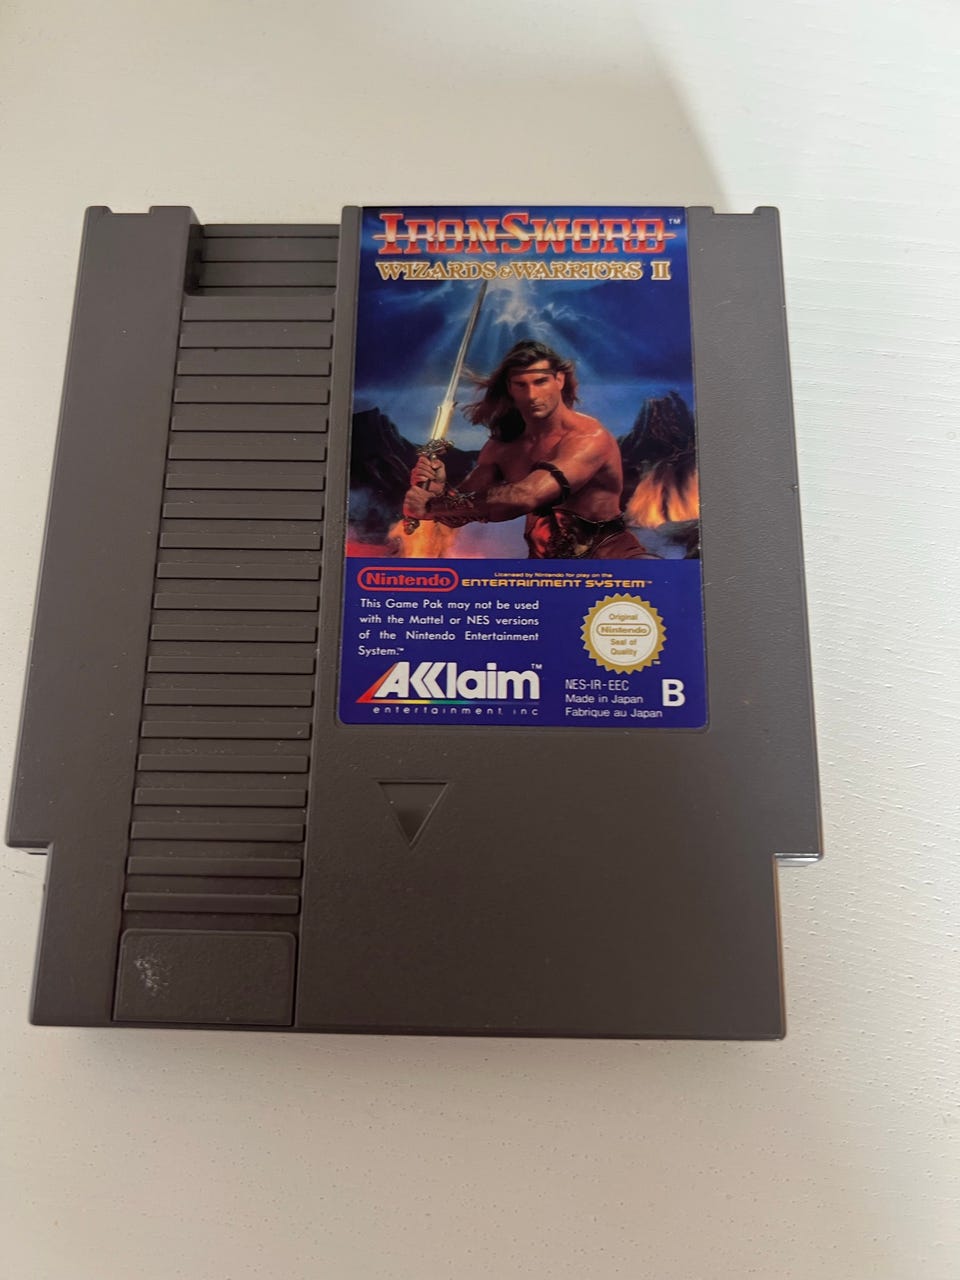 IRONSWORD™
WIZARDS & WARRIORS II
Nintendo
Licensed by Nintendo for play on the
ENTERTAINMENT SYSTEM™
This Game Pak may not be used
with the Mattel or NES versions
of the Nintendo Entertainment
System.™
AKKlaim™
entertainment, inc
Original
Nintendo
Seal of
Quality
™
NES-IR-EEC
Made in Japan
Fabrique au Japan
B